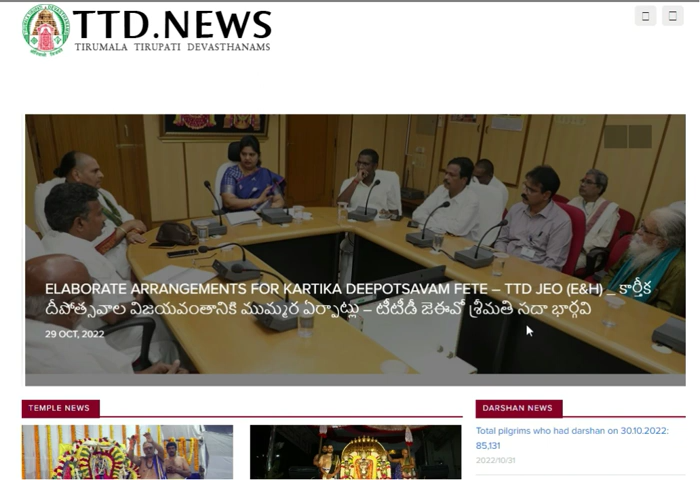 TTD.NEWS
TIRUMALA TIRUPATI DEVASTHANAMS
ELABORATE ARRANGEMENTS FOR KARTIKA DEEPOTSAVAM FETE – TTD JEO (E&H) _ కార్తీక
దీపోత్సవాల విజయవంతానికి ముమ్మర ఏర్పాట్లు – టీటీడీ జెఈవో శ్రీమతి సదా భార్గవి
29 OCT, 2022
TEMPLE NEWS
DARSHAN NEWS
Total pilgrims who had darshan on 30.10.2022:
85,131
2022/10/31